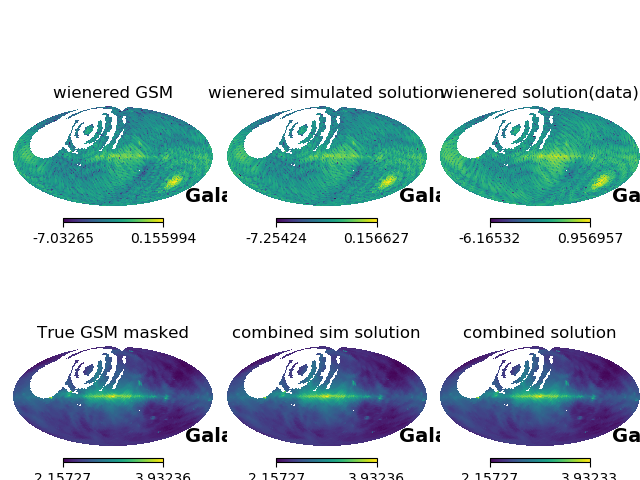 wienered GSM wienered simulated solution wienered solution(data)
Gala Gala Ga
-7.03265 0.155994 -7.25424 0.156627 -6.16532 0.956957
True GSM masked combined sim solution combined solution
Gala Gala Ga
2.15727 3.93236 2.15727 3.93236 2.15727 3.93233